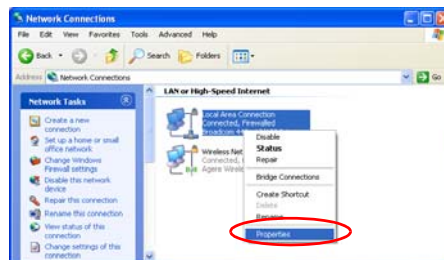 Network Connections
File Edit View Favorites Tools Advanced Help
Back Search Folders
Address Network Connections Go
Network Tasks
Create a new
connection
Set up a home or small
office network
Change Windows
Firewall settings
Disable this network
device
Repair this connection
Rename this connection
View status of this
connection
Change settings of this
connection
LAN or High-Speed Internet
Local Area Connection
Connected, Firewalled
Broadcom
Wireless Net
Connected,
Agere Wirele
Disable
Status
Repair
Bridge Connections
Create Shortcut
Delete
Rename
Properties